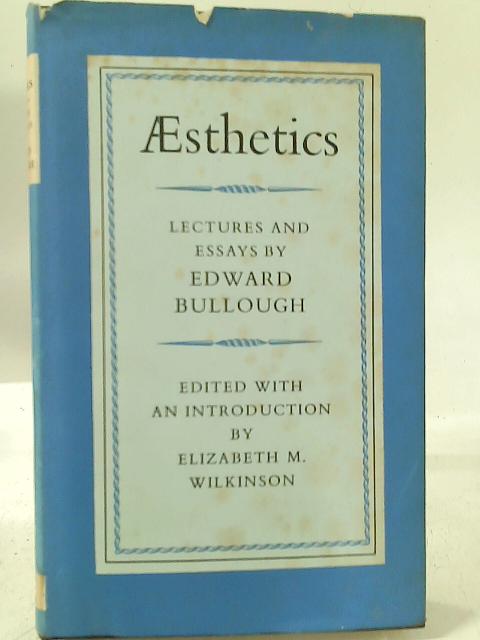 ÆSthetics
LECTURES AND
ESSAYS BY
EDWARD
BULLOUGH
EDITED WITH
AN INTRODUCTION
BY
ELIZABETH M.
WILKINSON